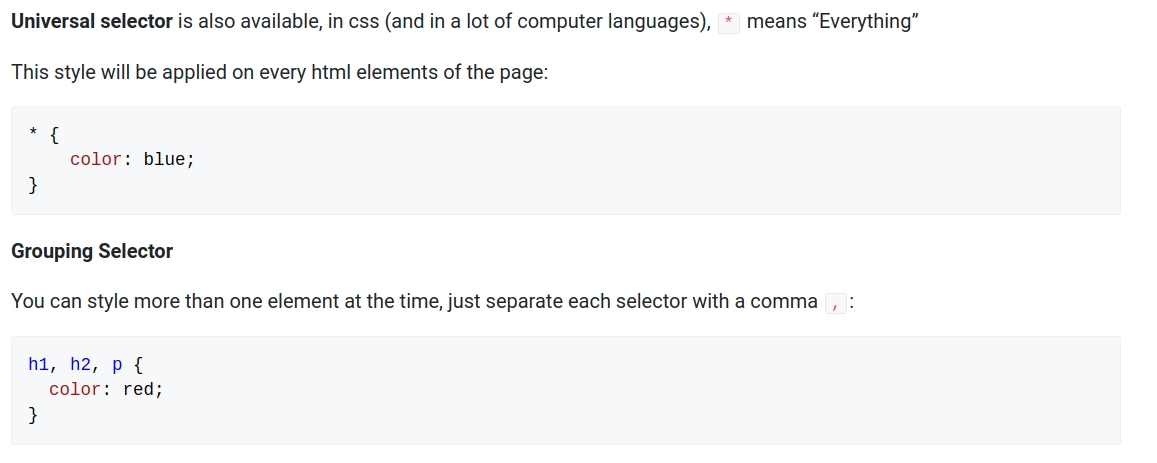 Universal selector is also available, in css (and in a lot of computer languages), * means “Everything”
This style will be applied on every html elements of the page:
* {
    color: blue;
}
Grouping Selector
You can style more than one element at the time, just separate each selector with a comma , :
h1, h2, p {
  color: red;
}